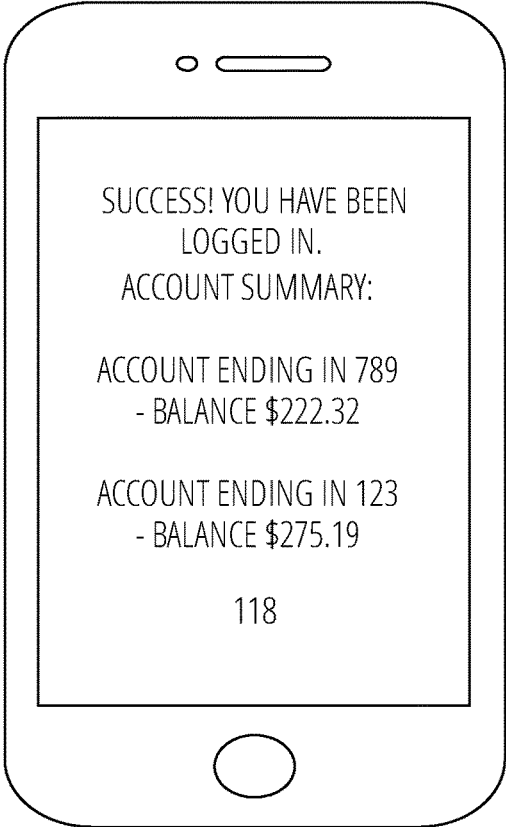 SUCCESS! YOU HAVE BEEN
LOGGED IN.
ACCOUNT SUMMARY:
ACCOUNT ENDING IN 789
- BALANCE $222.32
ACCOUNT ENDING IN 123
- BALANCE $275.19
118